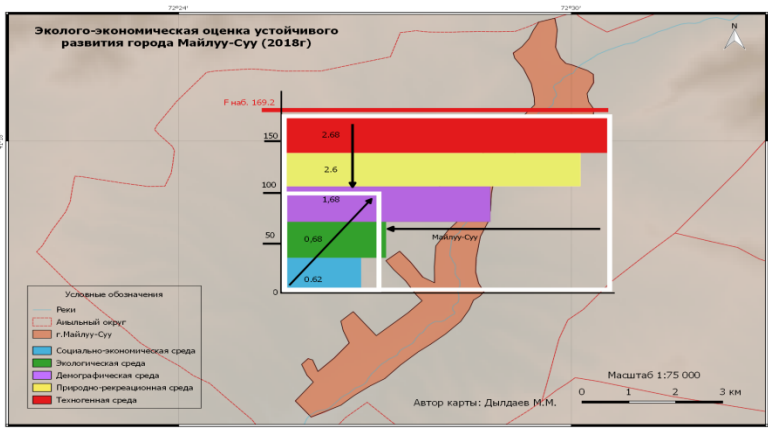 72°24'
72°30'
Эколого-экономическая оценка устойчивого
развития города Майлуу-Суу (2018г)
N
F наб. 169.2
150
2,68
2.6
100
1,68
50
0,68
Майлуу-Суу
0.62
0
Условные обозначения
Реки
Аиыльный округ
г.Майлуу-Суу
Социально-экономическая среда
Экологическая среда
Демографическая среда
Природно-рекреационная среда
Техногенная среда
Масштаб 1:75 000
0 1 2 3 км
Автор карты: Дылдаев М.М.